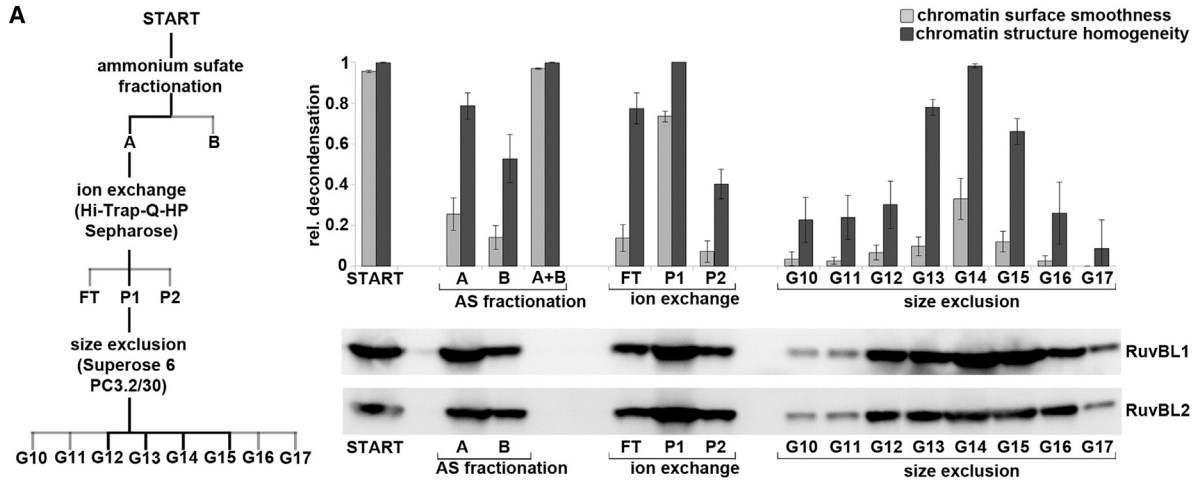 A
START
ammonium sufate
fractionation
A B
ion exchange
(Hi-Trap-Q-HP
Sepharose)
FT P1 P2
size exclusion
(Superose 6
PC3.2/30)
G10 G11 G12 G13 G14 G15 G16 G17
chromatin surface smoothness
chromatin structure homogeneity
rel. decondensation
1
0.8
0.6
0.4
0.2
0
START A B A+B FT P1 P2 G10 G11 G12 G13 G14 G15 G16 G17
AS fractionation ion exchange size exclusion
RuvBL1
RuvBL2
START A B FT P1 P2 G10 G11 G12 G13 G14 G15 G16 G17
AS fractionation ion exchange size exclusion